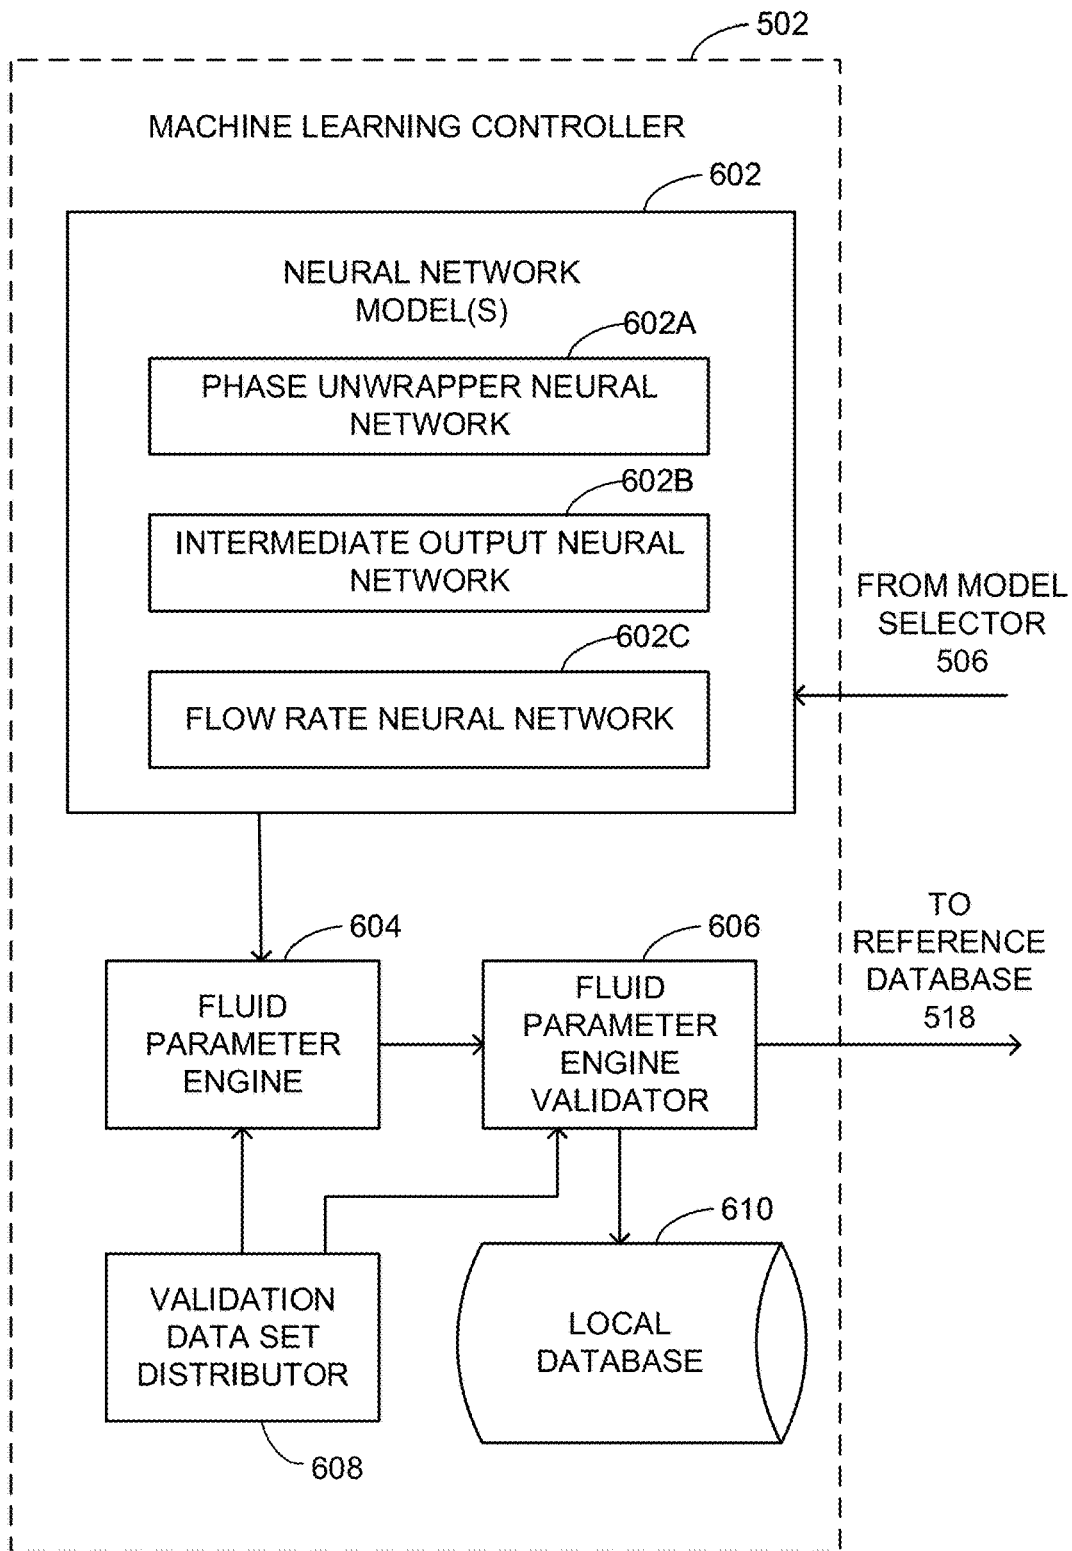 502
MACHINE LEARNING CONTROLLER
602
NEURAL NETWORK
MODEL(S)
602A
PHASE UNWRAPPER NEURAL
NETWORK
602B
INTERMEDIATE OUTPUT NEURAL
NETWORK
602C
FLOW RATE NEURAL NETWORK
FROM MODEL
SELECTOR
506
604
FLUID
PARAMETER
ENGINE
606
FLUID
PARAMETER
ENGINE
VALIDATOR
TO
REFERENCE
DATABASE
518
VALIDATION
DATA SET
DISTRIBUTOR
608
610
LOCAL
DATABASE